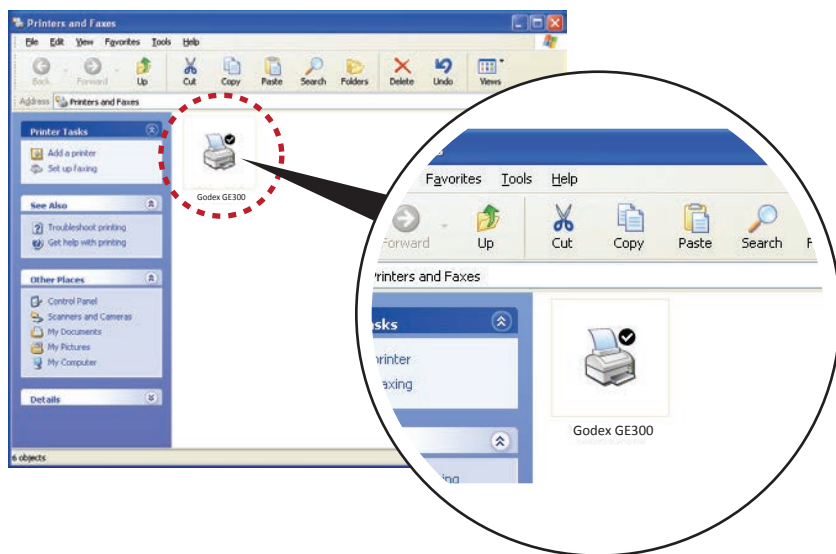 Printers and Faxes
File Edit View Favorites Tools Help
Back Forward Up Cut Copy Paste Search Folders Delete Undo Views
Address Printers and Faxes
Printer Tasks
Add a printer
Set up faxing
See Also
Troubleshoot printing
Get help with printing
Other Places
Control Panel
Scanners and Cameras
My Documents
My Pictures
My Computer
Details
6 objects
Godex GE300
Favorites Tools Help
Forward Up Cut Copy Paste Search F
Printers and Faxes
asks
printer
axing
ing
Godex GE300